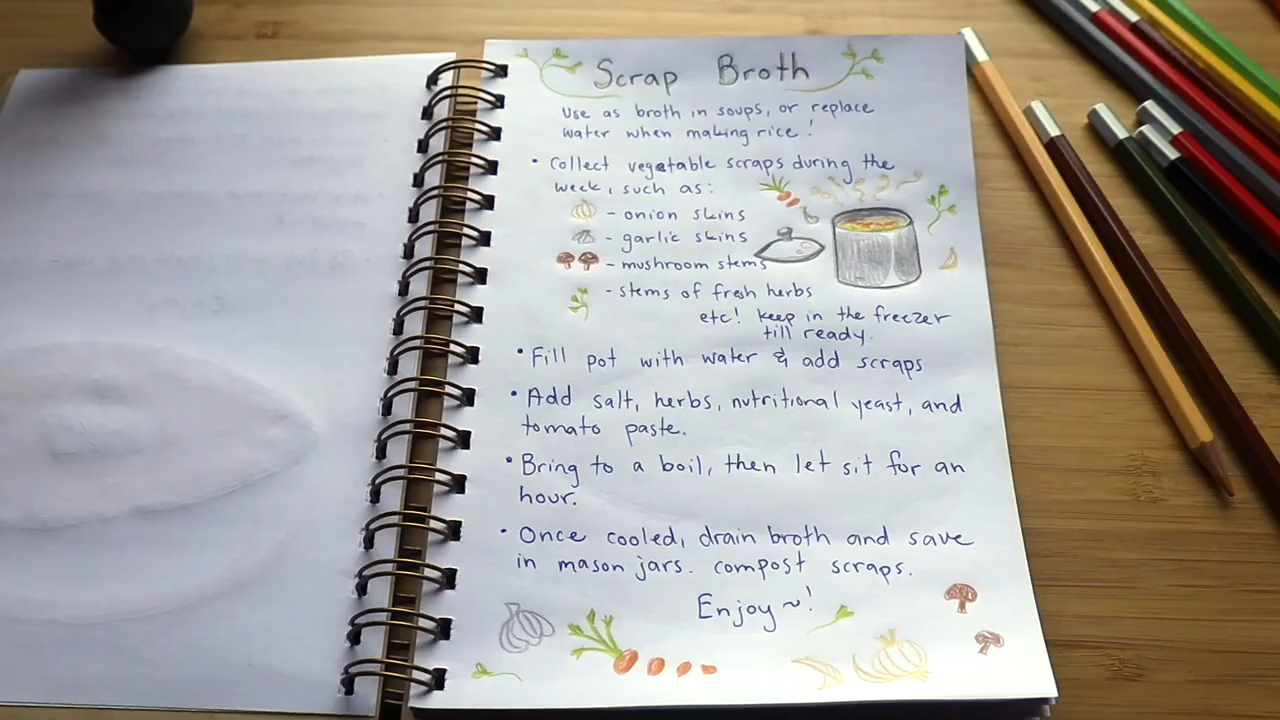 Scrap Broth
Use as broth in soups, or replace
water when making rice!
• Collect vegetable scraps during the
week, such as:
- onion skins
- garlic skins
- mushroom stems
- stems of fresh herbs
etc! keep in the freezer
till ready.
• Fill pot with water & add scraps
• Add salt, herbs, nutritional yeast, and
tomato paste.
• Bring to a boil, then let sit for an
hour.
• Once cooled, drain broth and save
in mason jars. compost scraps.
Enjoy~!